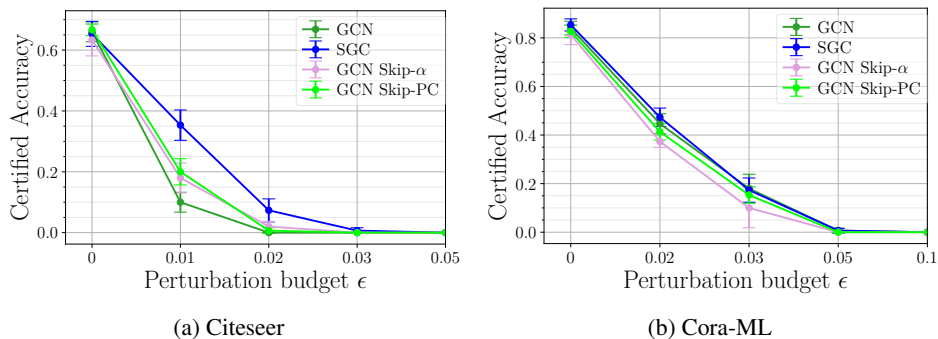 Certified Accuracy
0.6
0.4
0.2
0.0
GCN
SGC
GCN Skip-α
GCN Skip-PC
0 0.01 0.02 0.03 0.05
Perturbation budget ϵ
(a) Citeseer
Certified Accuracy
0.8
0.6
0.4
0.2
0.0
GCN
SGC
GCN Skip-α
GCN Skip-PC
0 0.02 0.03 0.05 0.1
Perturbation budget ϵ
(b) Cora-ML